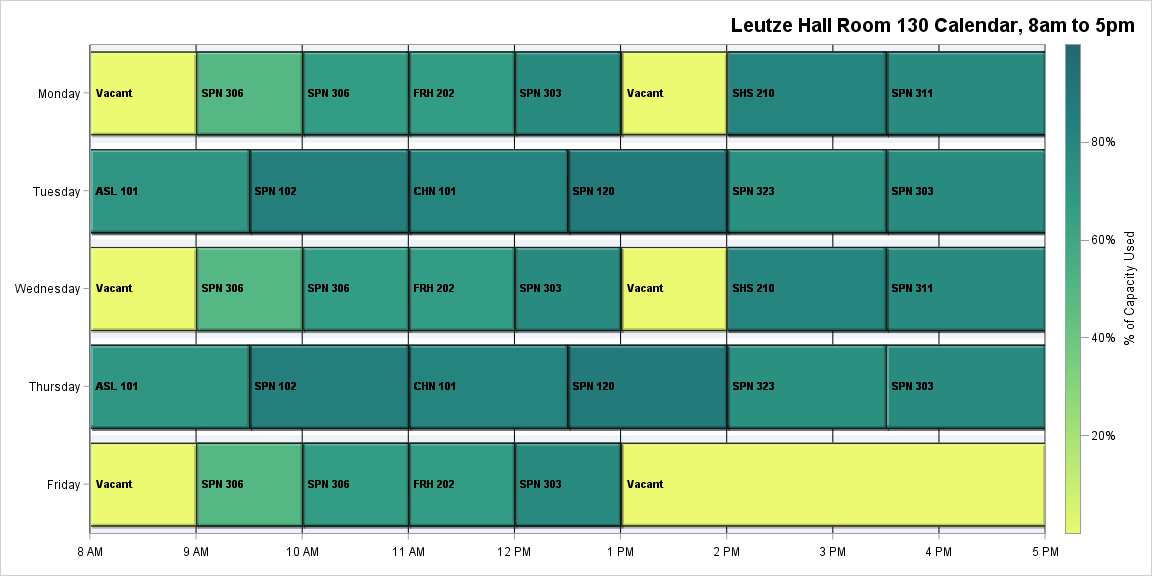 Leutze Hall Room 130 Calendar, 8am to 5pm
Monday
Vacant
SPN 306
SPN 306
FRH 202
SPN 303
Vacant
SHS 210
SPN 311
Tuesday
ASL 101
SPN 102
CHN 101
SPN 120
SPN 323
SPN 303
Wednesday
Vacant
SPN 306
SPN 306
FRH 202
SPN 303
Vacant
SHS 210
SPN 311
Thursday
ASL 101
SPN 102
CHN 101
SPN 120
SPN 323
SPN 303
Friday
Vacant
SPN 306
SPN 306
FRH 202
SPN 303
Vacant
8 AM
9 AM
10 AM
11 AM
12 PM
1 PM
2 PM
3 PM
4 PM
5 PM
80%
60%
40%
20%
% of Capacity Used